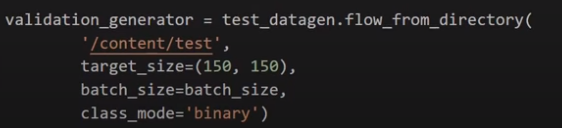 validation_generator = test_datagen.flow_from_directory(
'/content/test',
target_size=(150, 150),
batch_size=batch_size,
class_mode='binary')